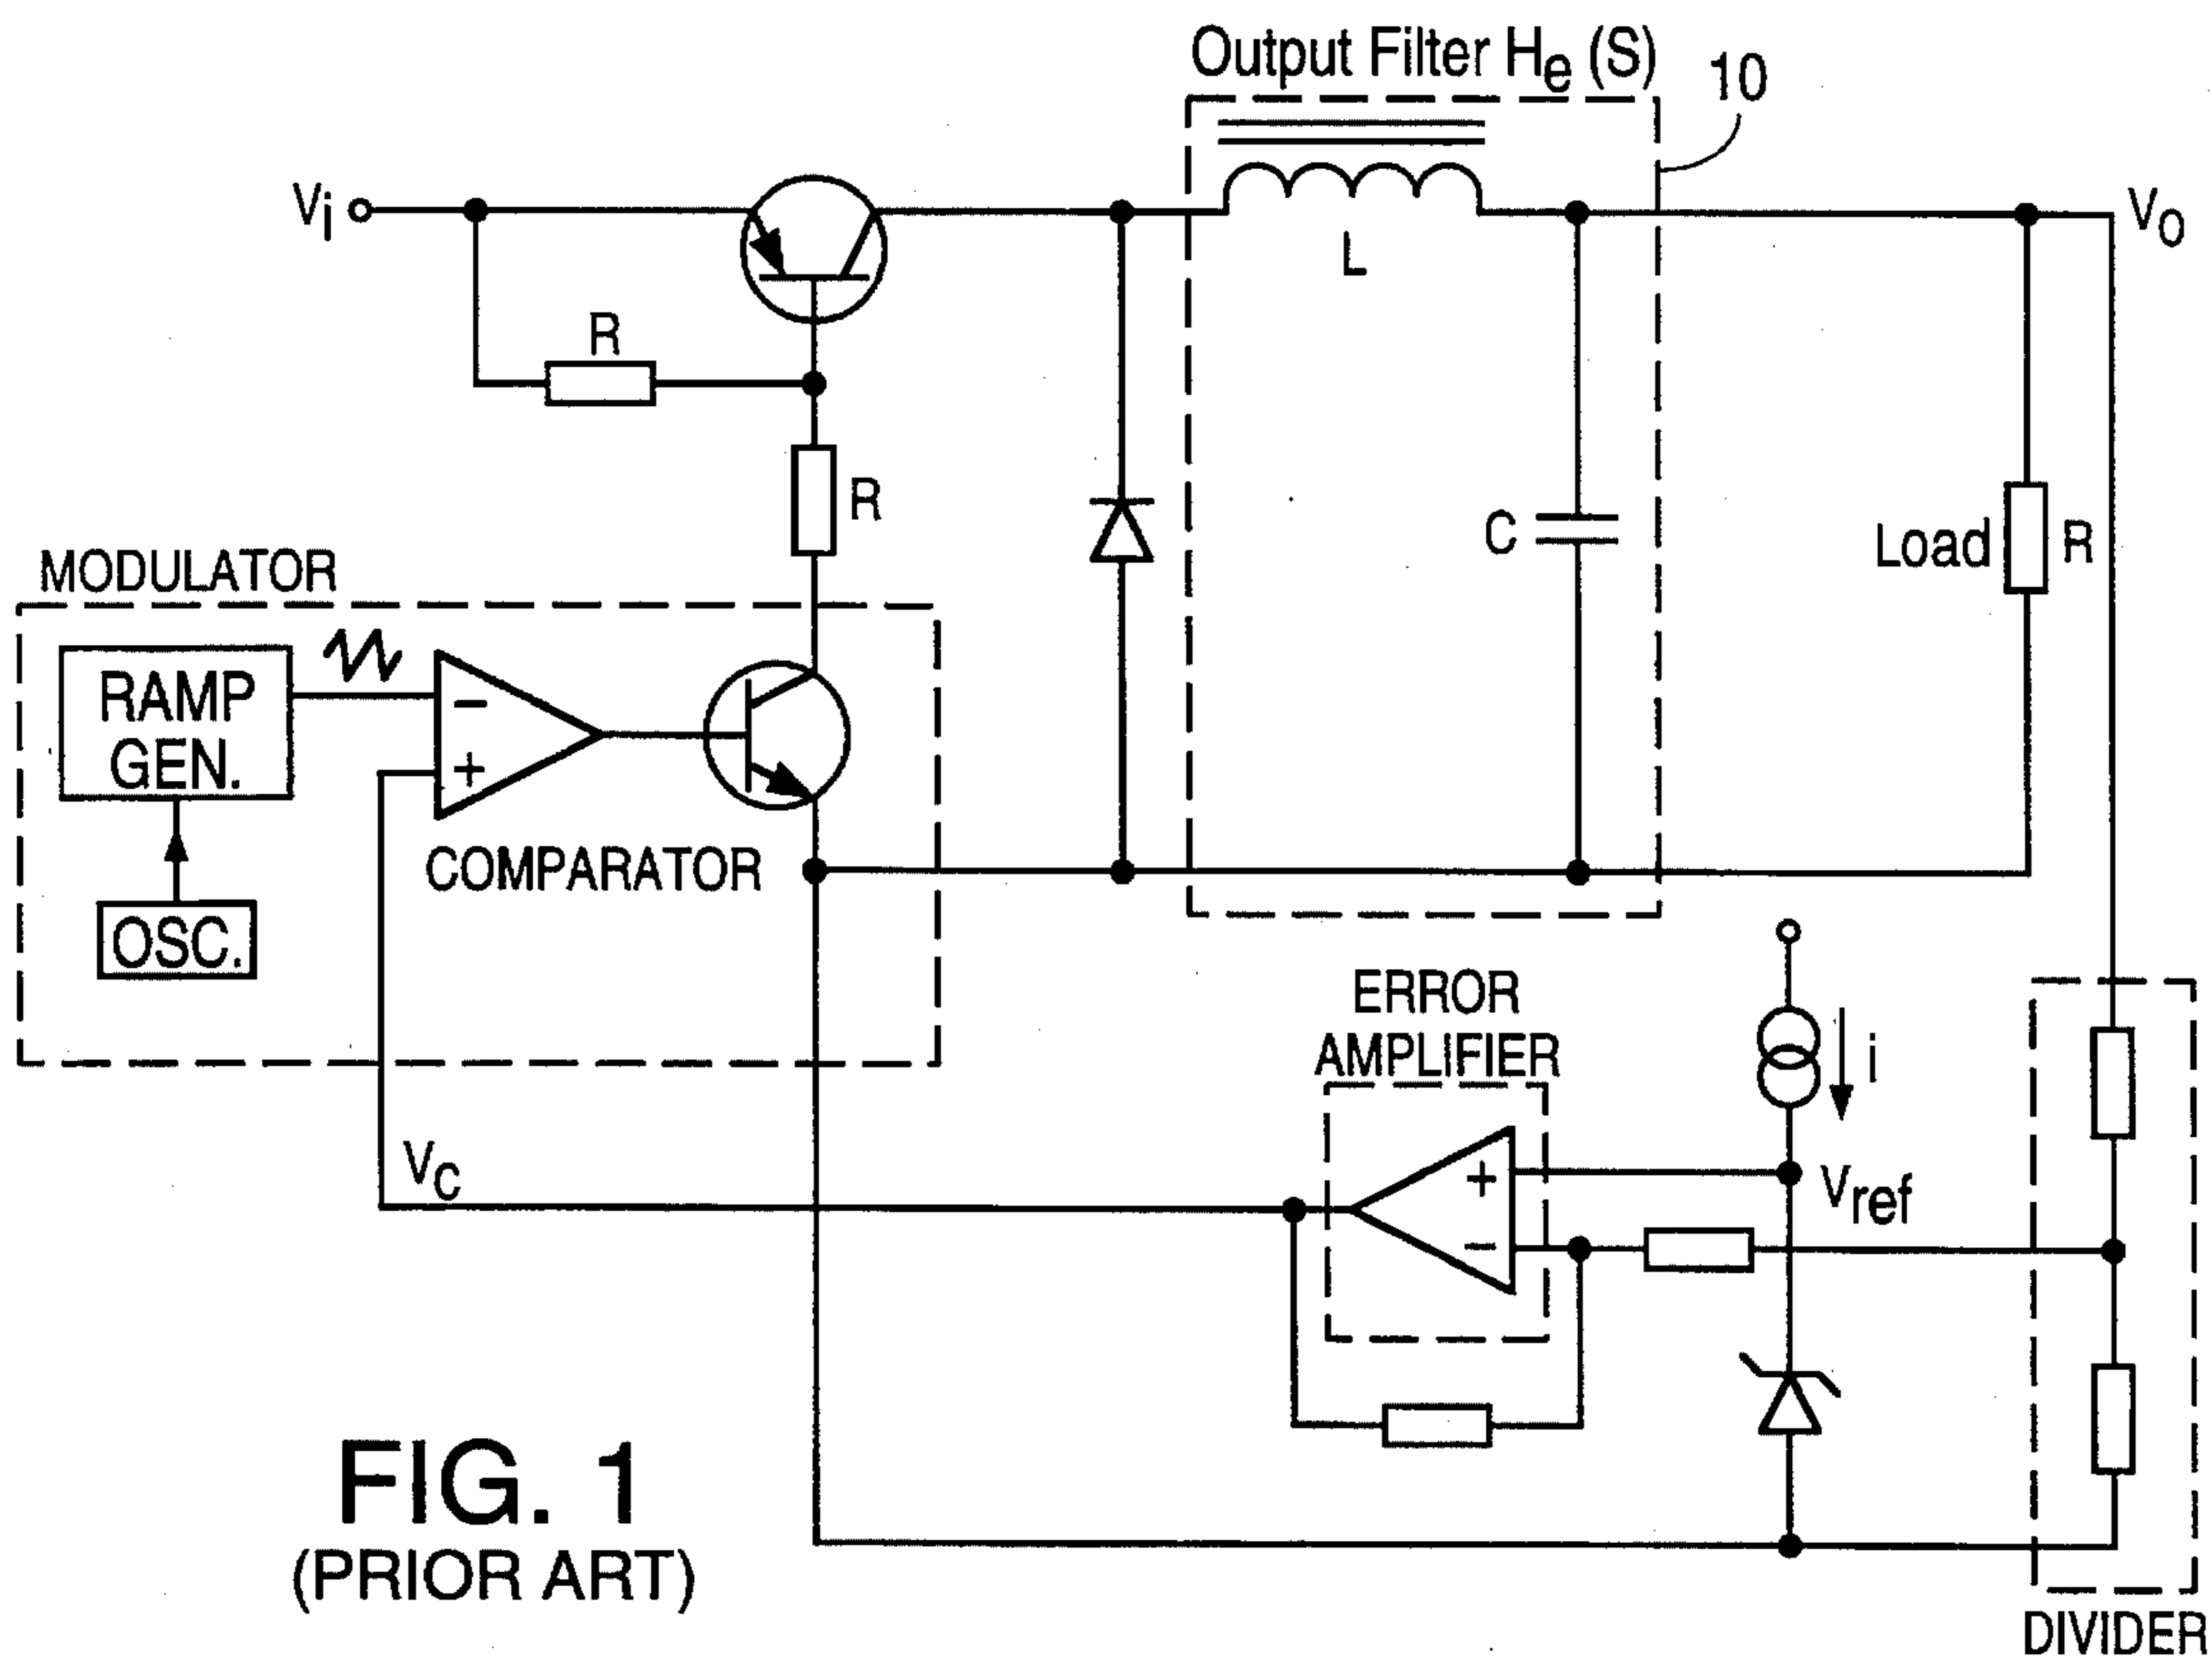 Output Filter He (S)
10
Vi
VO
L
R
R
C
Load R
MODULATOR
RAMP
GEN.
−
+
COMPARATOR
OSC.
ERROR
AMPLIFIER
i
VC
+
Vref
−
FIG. 1
(PRIOR ART)
DIVIDER